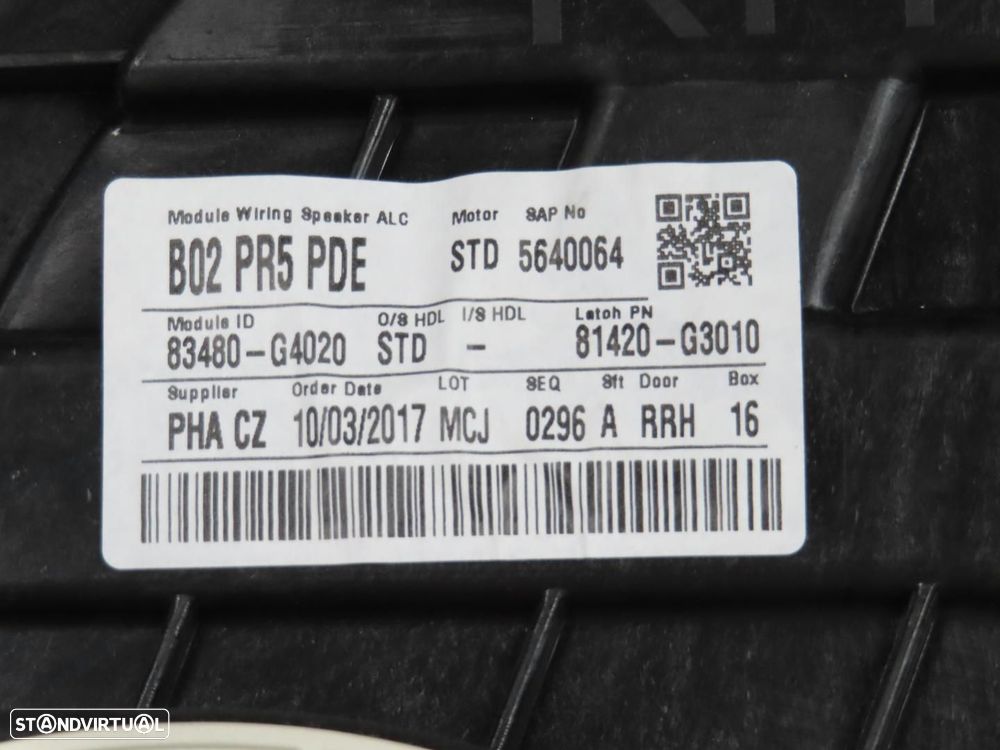 Module Wiring Speaker ALC Motor SAP No
B02 PR5 PDE STD 5640064
Module ID O/S HDL I/S HDL Latch PN
83480-G4020 STD - 81420-G3010
Supplier Order Date LOT SEQ Sft Door Box
PHA CZ 10/03/2017 MCJ 0296 A RRH 16
STANDVIRTUAL